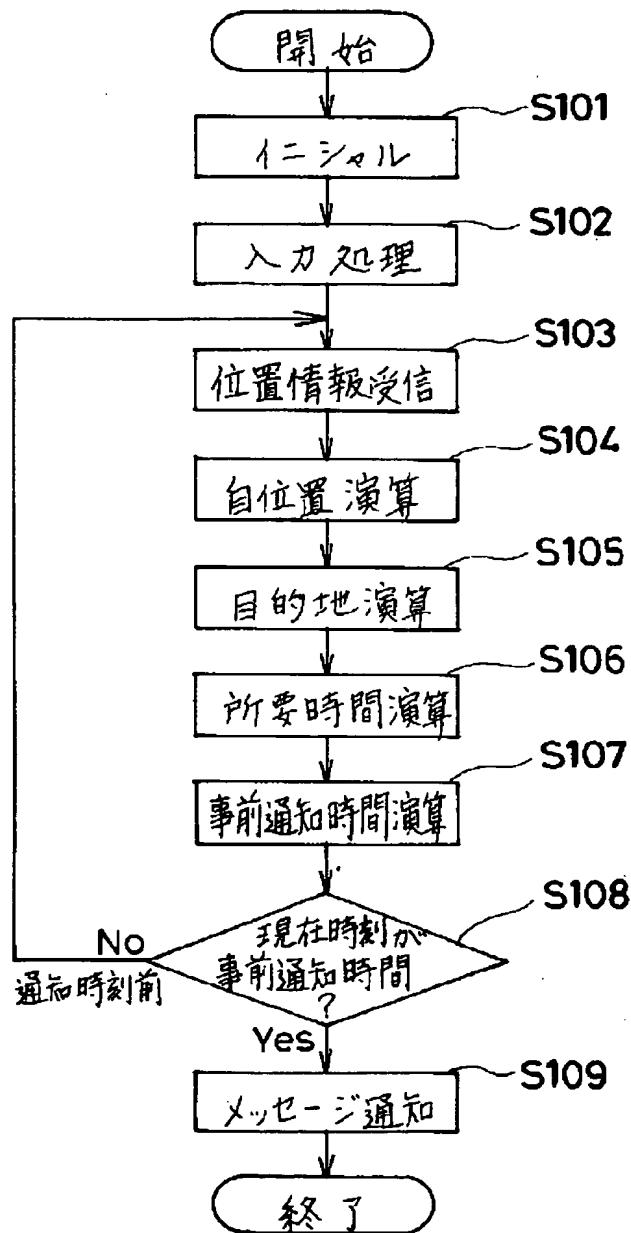 開始
S101
イニシャル
S102
入力処理
S103
位置情報受信
S104
自位置演算
S105
目的地演算
S106
所要時間演算
S107
事前通知時間演算
S108
現在時刻が
事前通知時間
?
No
通知時刻前
Yes
S109
メッセージ通知
終了